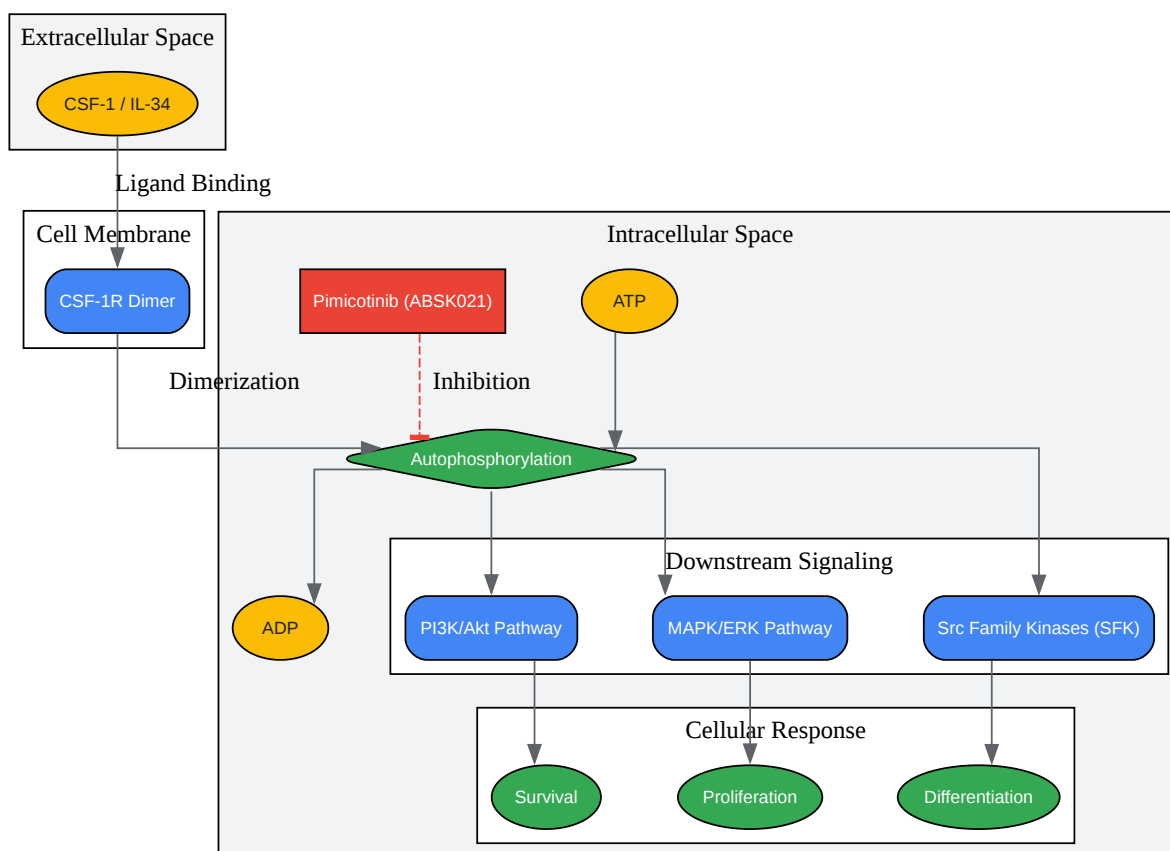 Extracellular Space
CSF-1 / IL-34
Ligand Binding
Cell Membrane
Intracellular Space
CSF-1R Dimer
Pimicotinib (ABSK021)
ATP
Dimerization
Inhibition
Autophosphorylation
Downstream Signaling
ADP
PI3K/Akt Pathway
MAPK/ERK Pathway
Src Family Kinases (SFK)
Cellular Response
Survival
Proliferation
Differentiation